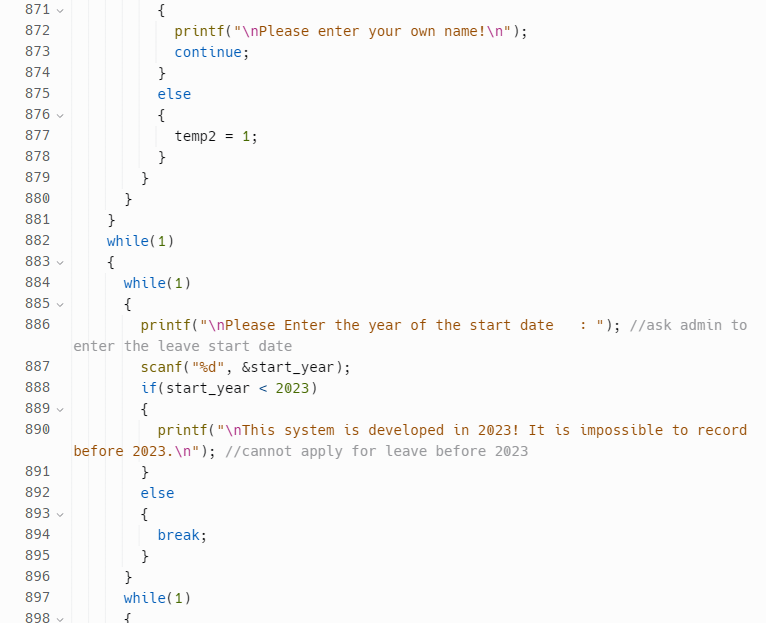 871 {
872 printf("\nPlease enter your own name!\n");
873 continue;
874 }
875 else
876 {
877 temp2 = 1;
878 }
879 }
880 }
881 }
882 while(1)
883 {
884 while(1)
885 {
886 printf("\nPlease Enter the year of the start date   : "); //ask admin to
enter the leave start date
887 scanf("%d", &start_year);
888 if(start_year < 2023)
889 {
890 printf("\nThis system is developed in 2023! It is impossible to record
before 2023.\n"); //cannot apply for leave before 2023
891 }
892 else
893 {
894 break;
895 }
896 }
897 while(1)
898 {